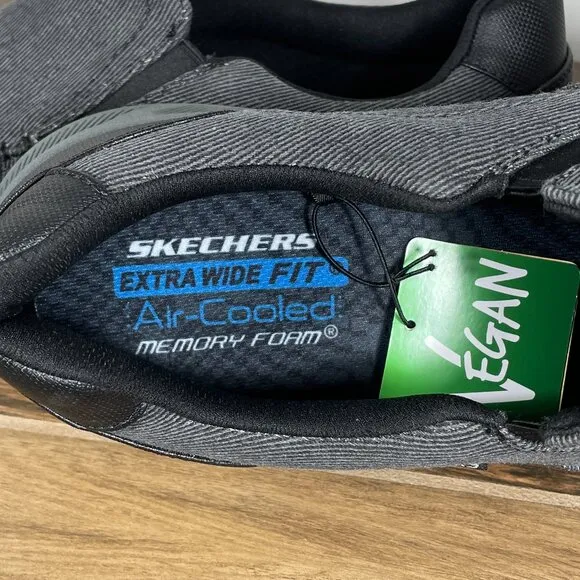 SKECHERS
EXTRA WIDE FIT®
Air-Cooled
MEMORY FOAM®
VEGAN